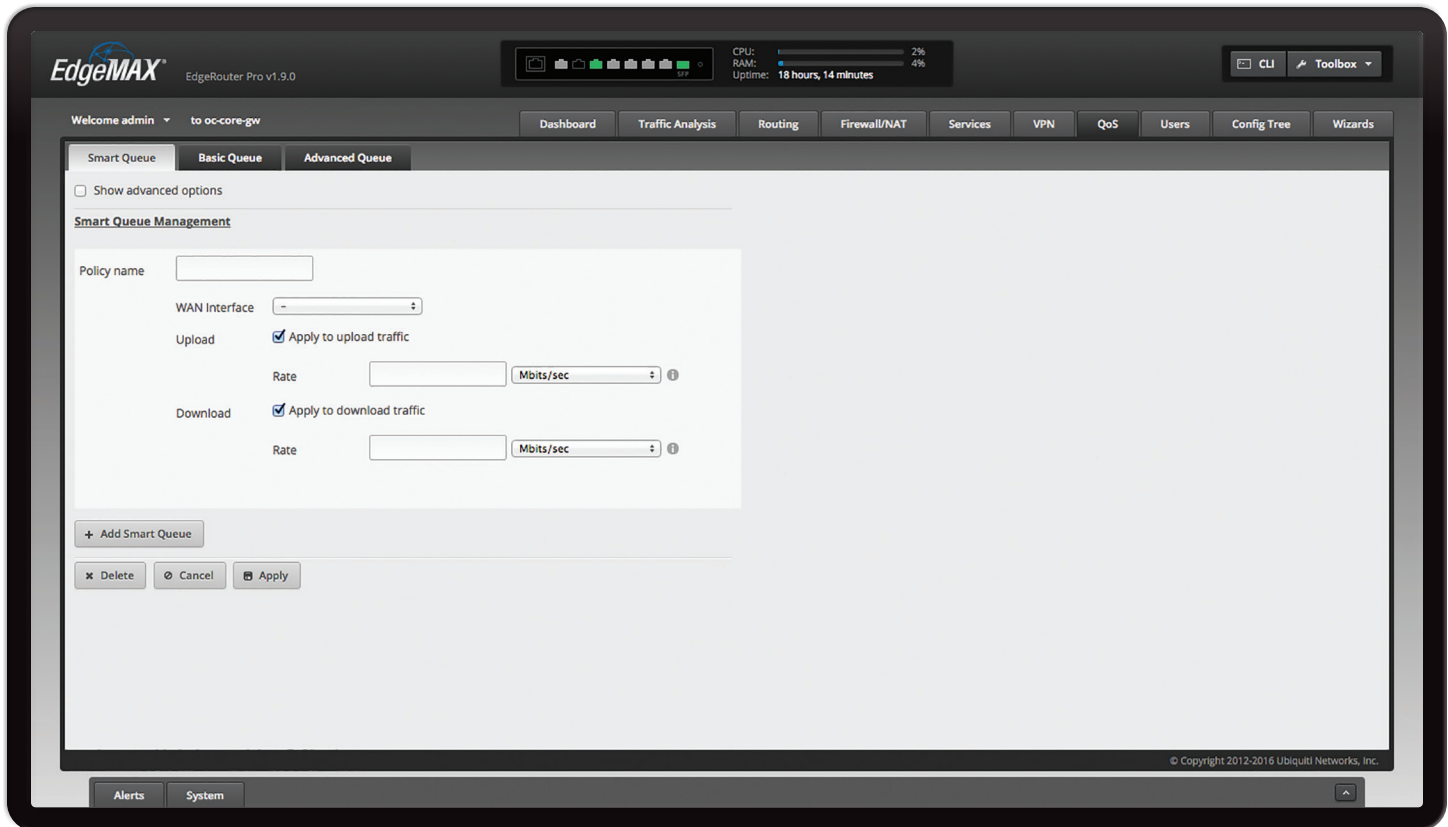 EdgeMAX®
EdgeRouter Pro v1.9.0
SFP
CPU: 2%
RAM: 4%
Uptime: 18 hours, 14 minutes
CLI
Toolbox
Welcome admin to oc-core-gw
Dashboard Traffic Analysis Routing Firewall/NAT Services VPN QoS Users Config Tree Wizards
Smart Queue Basic Queue Advanced Queue
Show advanced options
Smart Queue Management
Policy name
WAN Interface -
Upload Apply to upload traffic
Rate Mbits/sec
Download Apply to download traffic
Rate Mbits/sec
+ Add Smart Queue
Delete Cancel Apply
© Copyright 2012-2016 Ubiquiti Networks, Inc.
Alerts System